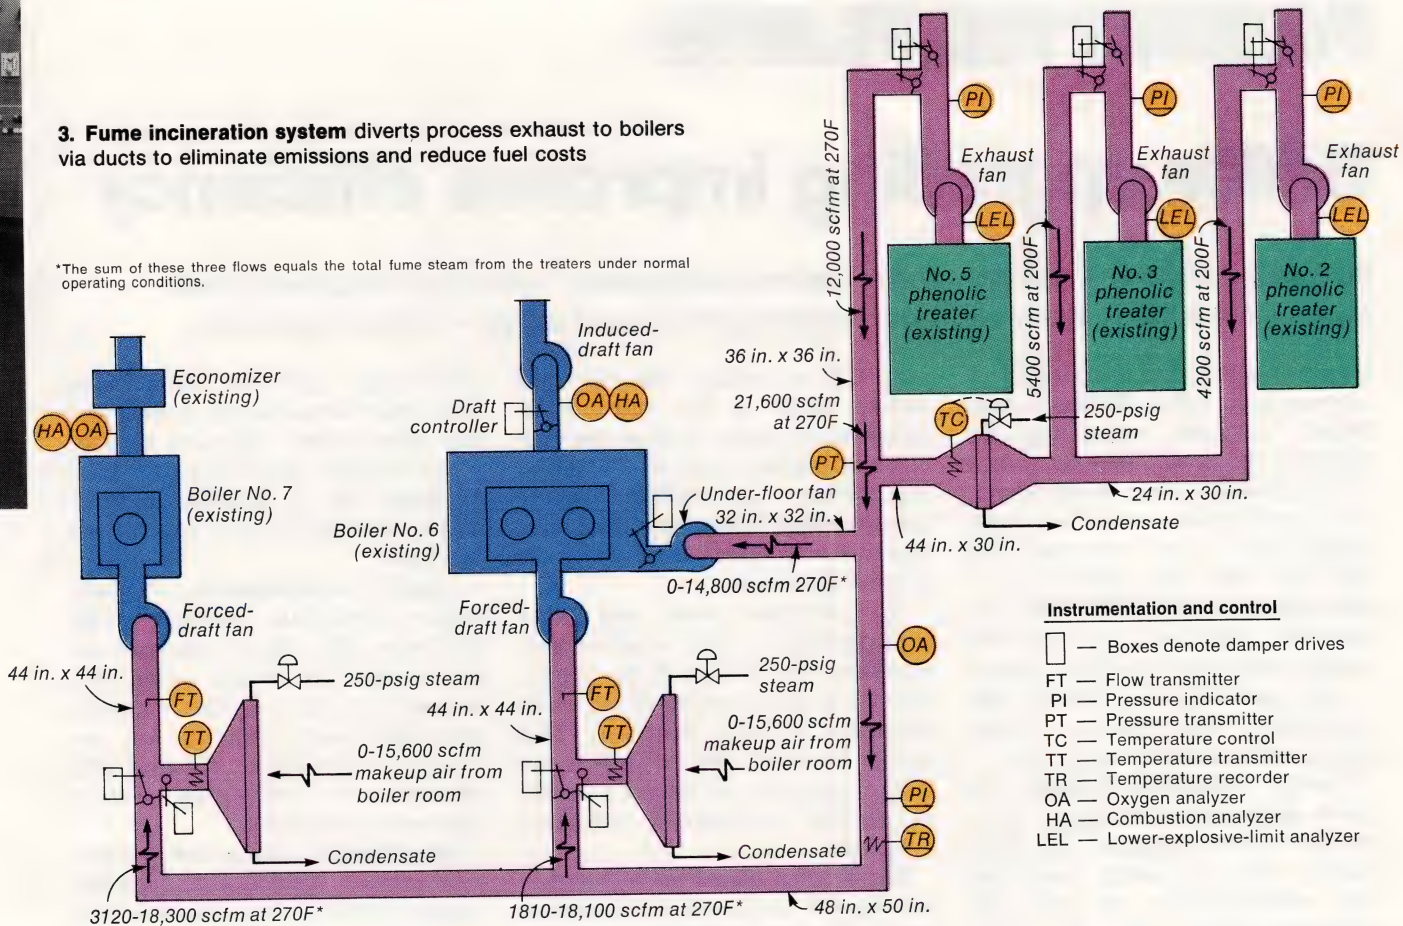 3. Fume incineration system diverts process exhaust to boilers
via ducts to eliminate emissions and reduce fuel costs
*The sum of these three flows equals the total fume steam from the treaters under normal
operating conditions.
PI
PI
PI
Exhaust
fan
Exhaust
fan
Exhaust
fan
LEL
LEL
LEL
12,000 scfm at 270F
5400 scfm at 200F
4200 scfm at 200F
No. 5
phenolic
treater
(existing)
No. 3
phenolic
treater
(existing)
No. 2
phenolic
treater
(existing)
36 in. x 36 in.
21,600 scfm
at 270F
TC
250-psig
steam
PT
24 in. x 30 in.
Condensate
44 in. x 30 in.
Induced-
draft fan
Economizer
(existing)
Draft
controller
OA
HA
HA
OA
Boiler No. 7
(existing)
Boiler No. 6
(existing)
Under-floor fan
32 in. x 32 in.
0-14,800 scfm 270F*
Forced-
draft fan
Forced-
draft fan
OA
44 in. x 44 in.
250-psig steam
FT
TT
0-15,600 scfm
makeup air from
boiler room
Condensate
44 in. x 44 in.
250-psig
steam
FT
TT
0-15,600 scfm
makeup air from
boiler room
Condensate
PI
TR
3120-18,300 scfm at 270F*
1810-18,100 scfm at 270F*
48 in. x 50 in.
Instrumentation and control
— Boxes denote damper drives
FT — Flow transmitter
PI — Pressure indicator
PT — Pressure transmitter
TC — Temperature control
TT — Temperature transmitter
TR — Temperature recorder
OA — Oxygen analyzer
HA — Combustion analyzer
LEL — Lower-explosive-limit analyzer